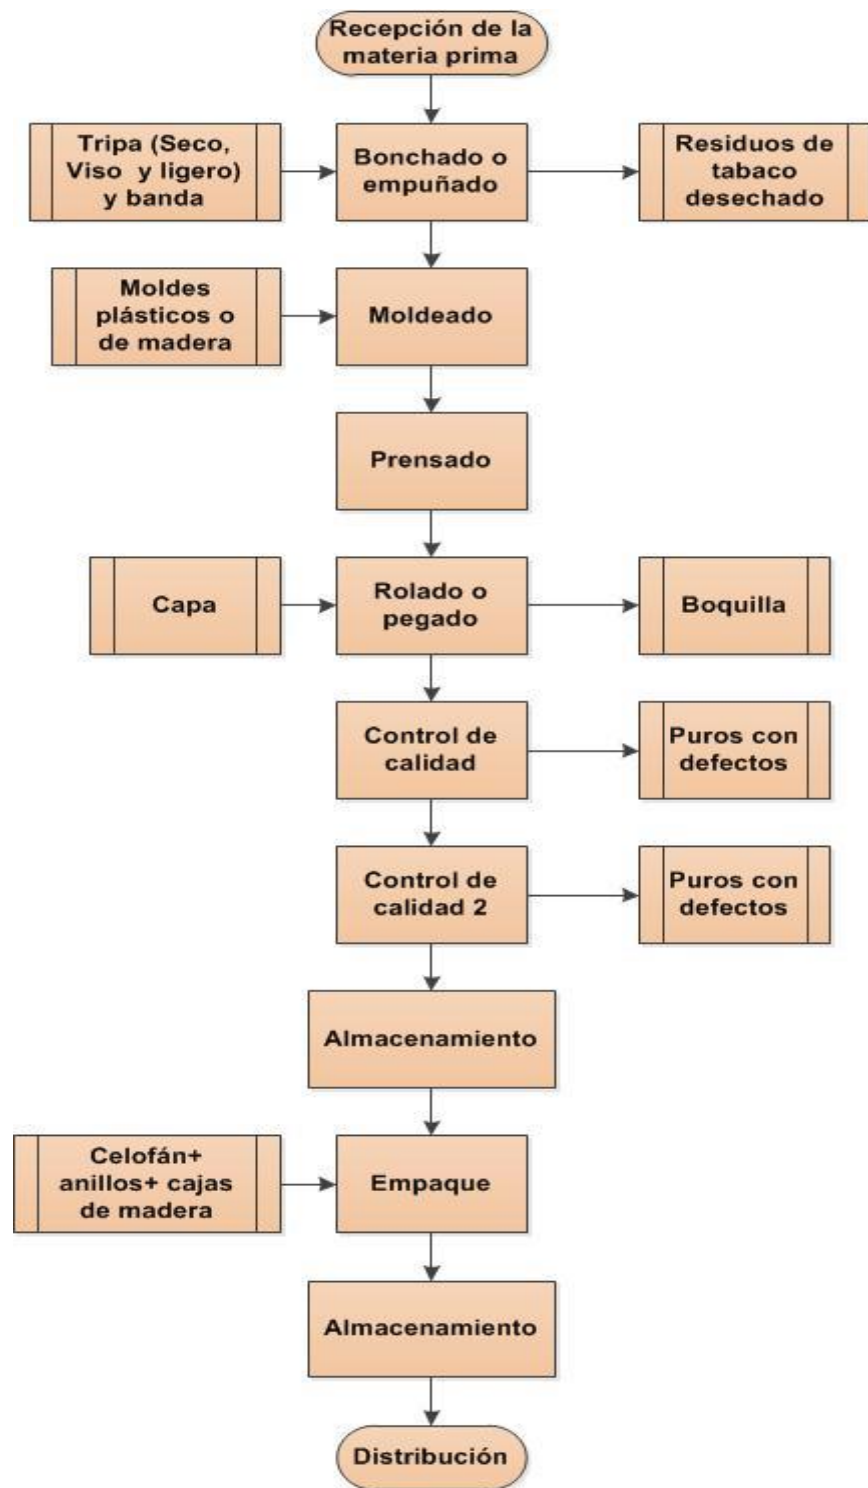 Recepción de la
materia prima
Tripa (Seco,
Viso y ligero)
y banda
Bonchado o
empuñado
Residuos de
tabaco
desechado
Moldes
plásticos o
de madera
Moldeado
Prensado
Capa
Rolado o
pegado
Boquilla
Control de
calidad
Puros con
defectos
Control de
calidad 2
Puros con
defectos
Almacenamiento
Celofán+
anillos+ cajas
de madera
Empaque
Almacenamiento
Distribución